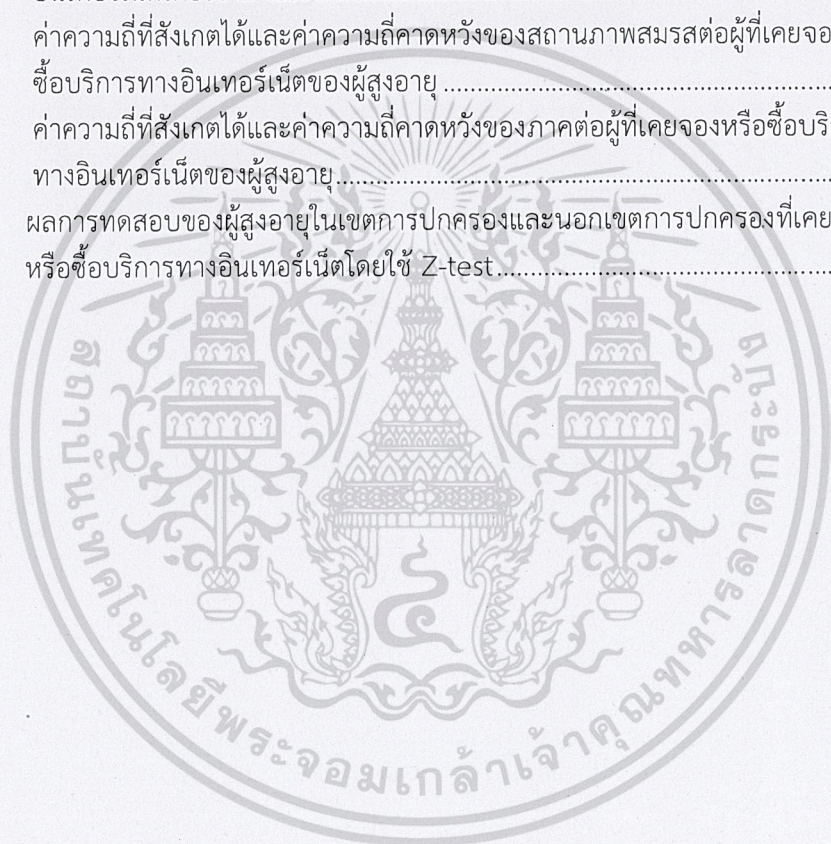 ค่าความถี่ที่สังเกตได้และค่าความถี่คาดหวังของสถานภาพสมรสต่อผู้ที่เคยจอ
ซื้อบริการทางอินเทอร์เน็ตของผู้สูงอายุ
ค่าความถี่ที่สังเกตได้และค่าความถี่คาดหวังของภาคต่อผู้ที่เคยจองหรือซื้อบริ
ทางอินเทอร์เน็ตของผู้สูงอายุ
ผลการทดสอบของผู้สูงอายุในเขตการปกครองและนอกเขตการปกครองที่เคย
หรือซื้อบริการทางอินเทอร์เน็ตโดยใช้ Z-test
สถาบันเทคโนโลยีพระจอมเกล้าเจ้าคุณทหารลาดกระบัง